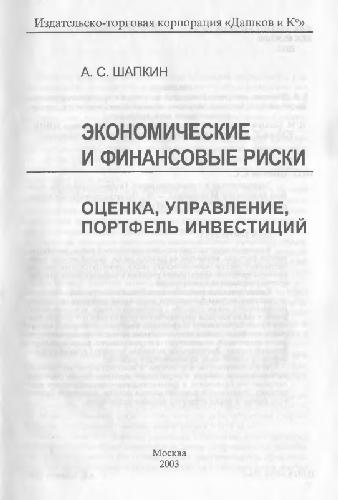 Издательско-торговая корпорация «Дашков и К°»
А. С. ШАПКИН
ЭКОНОМИЧЕСКИЕ
И ФИНАНСОВЫЕ РИСКИ
ОЦЕНКА, УПРАВЛЕНИЕ,
ПОРТФЕЛЬ ИНВЕСТИЦИЙ
Москва
2003